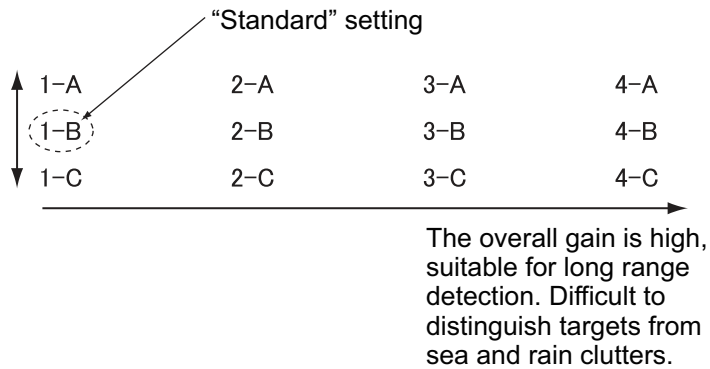 “Standard” setting
1-A 2-A 3-A 4-A
1-B 2-B 3-B 4-B
1-C 2-C 3-C 4-C
The overall gain is high,
suitable for long range
detection. Difficult to
distinguish targets from
sea and rain clutters.